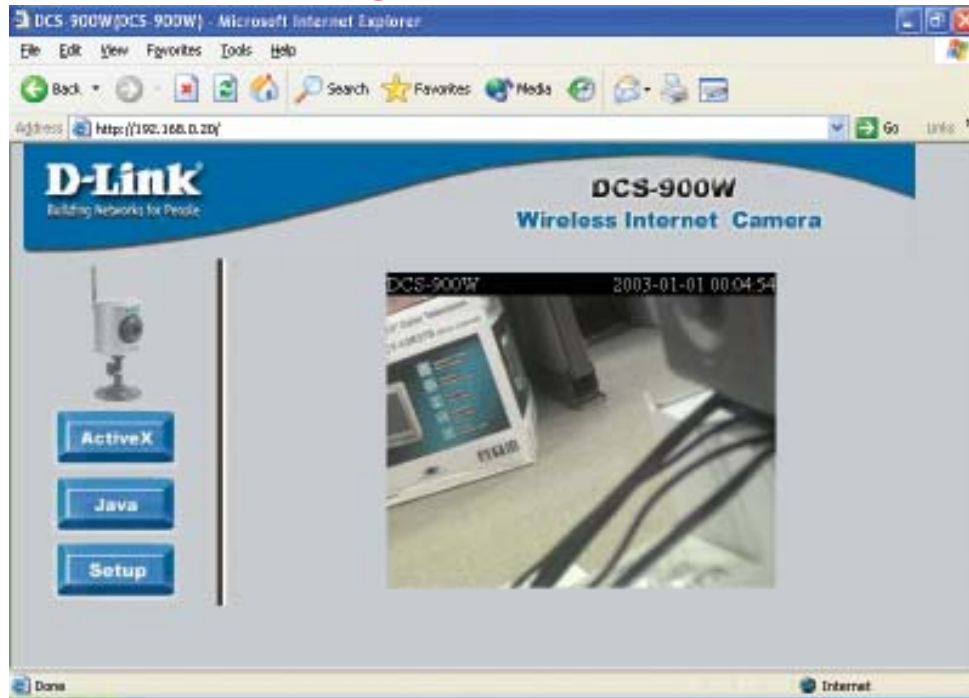 DCS-900W(DCS-900W) - Microsoft Internet Explorer
File Edit View Favorites Tools Help
Back Search Favorites Media
Address http://192.168.0.20/ Go Links
D-Link
Building Networks for People
DCS-900W
Wireless Internet Camera
DCS-900W 2003-01-01 00:04:54
ActiveX
Java
Setup
Done Internet